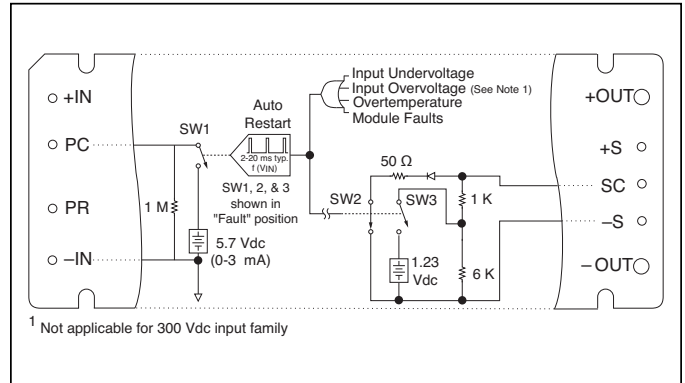 +IN
PC
PR
–IN
1 M
SW1
5.7 Vdc
(0-3 mA)
Auto
Restart
2-20 ms typ.
f (VIN)
SW1, 2, & 3
shown in
"Fault" position
Input Undervoltage
Input Overvoltage (See Note 1)
Overtemperature
Module Faults
50 Ω
SW2
SW3
1 K
1.23
Vdc
6 K
+OUT
+S
SC
–S
–OUT
1 Not applicable for 300 Vdc input family